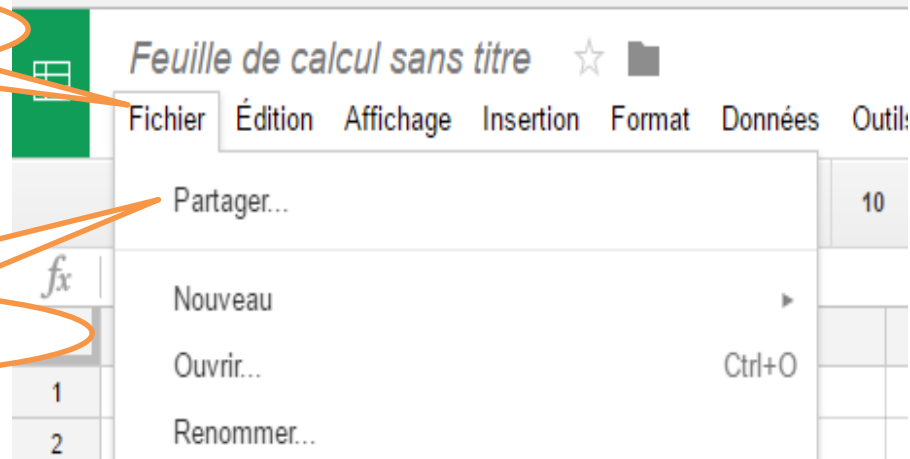 Feuille de calcul sans titre
Fichier Édition Affichage Insertion Format Données Outils
Partager...
10
fx
Nouveau
Ouvrir... Ctrl+O
1
Renommer...
2